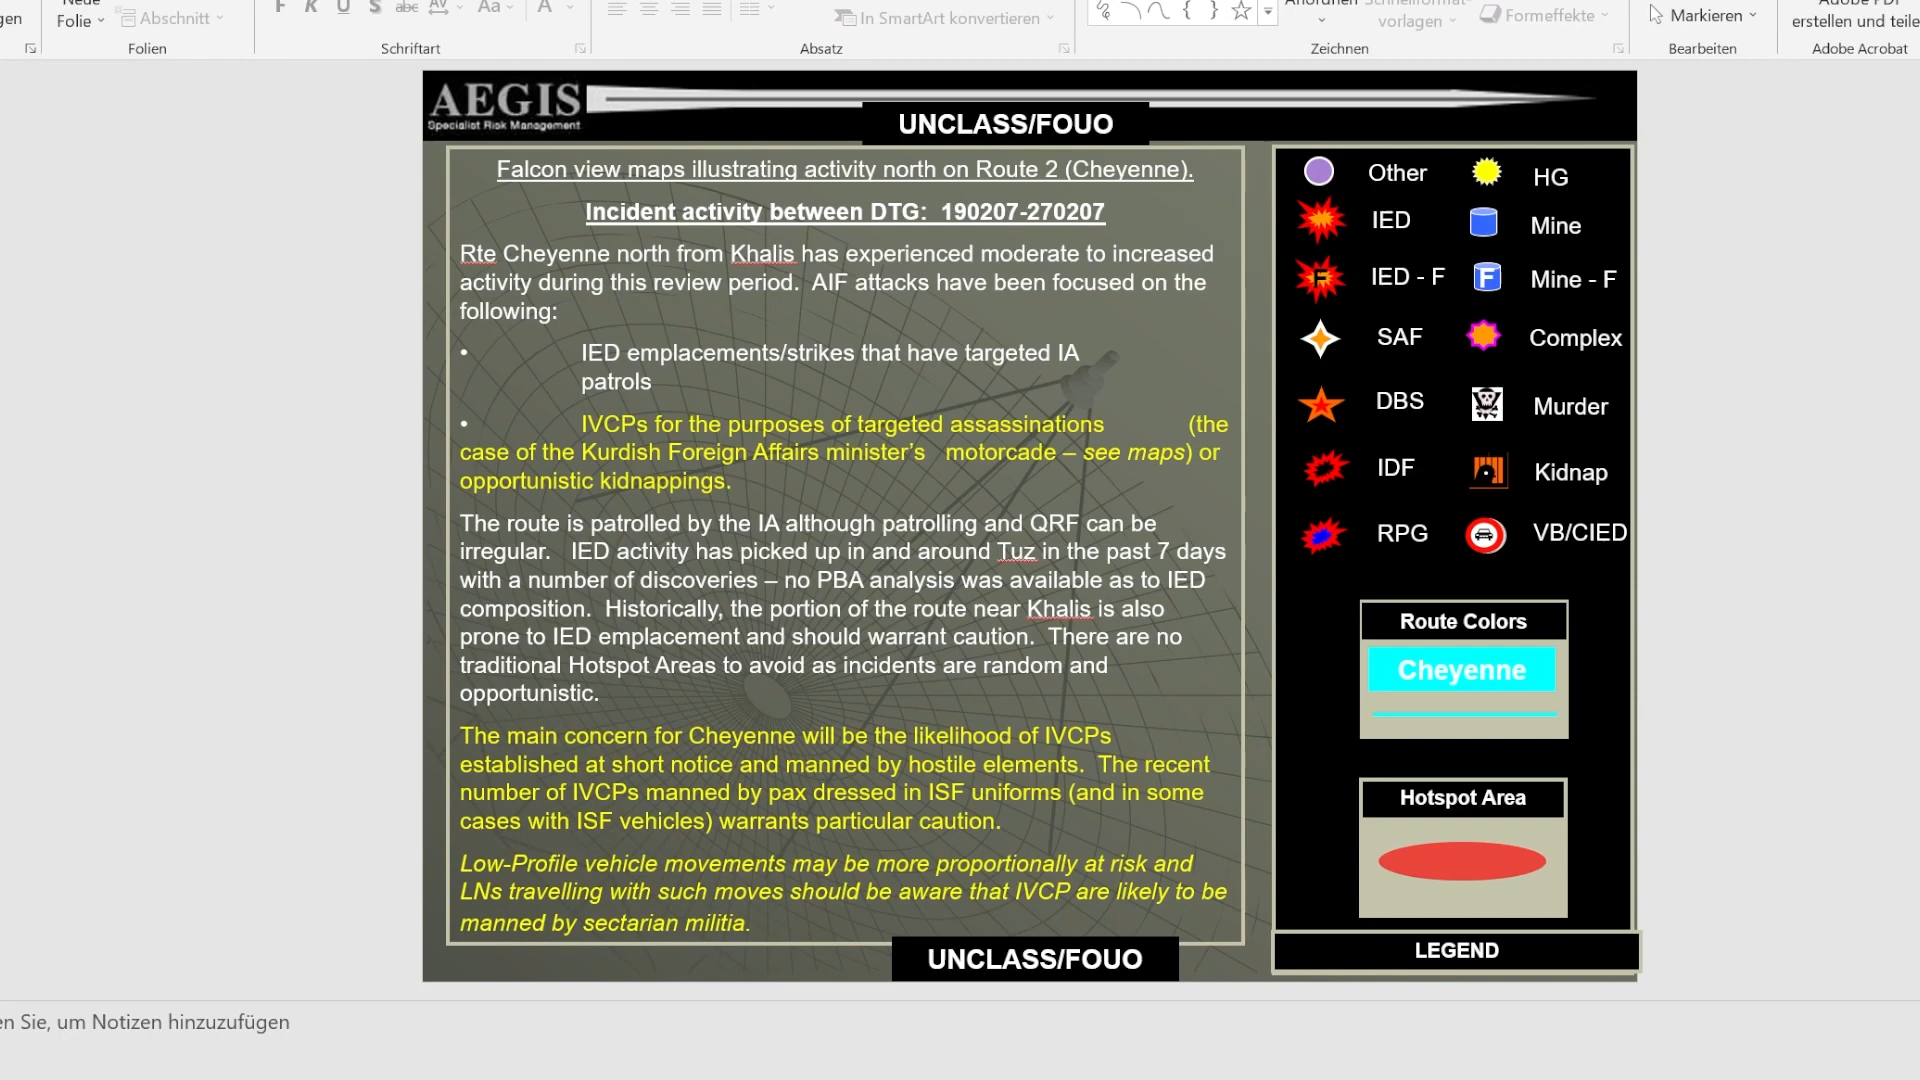 Neue
Folie
Abschnitt
Folien
F K U S abc AV Aa A
Schriftart
In SmartArt konvertieren
Absatz
Zeichnen
Formeffekte
vorlagen
Markieren
Bearbeiten
erstellen und teile
Adobe Acrobat
AEGIS
Specialist Risk Management
UNCLASS/FOUO
Falcon view maps illustrating activity north on Route 2 (Cheyenne).
Incident activity between DTG: 190207-270207
Rte Cheyenne north from Khalis has experienced moderate to increased
activity during this review period. AIF attacks have been focused on the
following:
• IED emplacements/strikes that have targeted IA
patrols
• IVCPs for the purposes of targeted assassinations (the
case of the Kurdish Foreign Affairs minister’s motorcade – see maps) or
opportunistic kidnappings.
The route is patrolled by the IA although patrolling and QRF can be
irregular. IED activity has picked up in and around Tuz in the past 7 days
with a number of discoveries – no PBA analysis was available as to IED
composition. Historically, the portion of the route near Khalis is also
prone to IED emplacement and should warrant caution. There are no
traditional Hotspot Areas to avoid as incidents are random and
opportunistic.
The main concern for Cheyenne will be the likelihood of IVCPs
established at short notice and manned by hostile elements. The recent
number of IVCPs manned by pax dressed in ISF uniforms (and in some
cases with ISF vehicles) warrants particular caution.
Low-Profile vehicle movements may be more proportionally at risk and
LNs travelling with such moves should be aware that IVCP are likely to be
manned by sectarian militia.
UNCLASS/FOUO
Other HG
IED Mine
F IED - F F Mine - F
SAF Complex
DBS Murder
IDF Kidnap
RPG VB/CIED
Route Colors
Cheyenne
Hotspot Area
LEGEND
en Sie, um Notizen hinzuzufügen